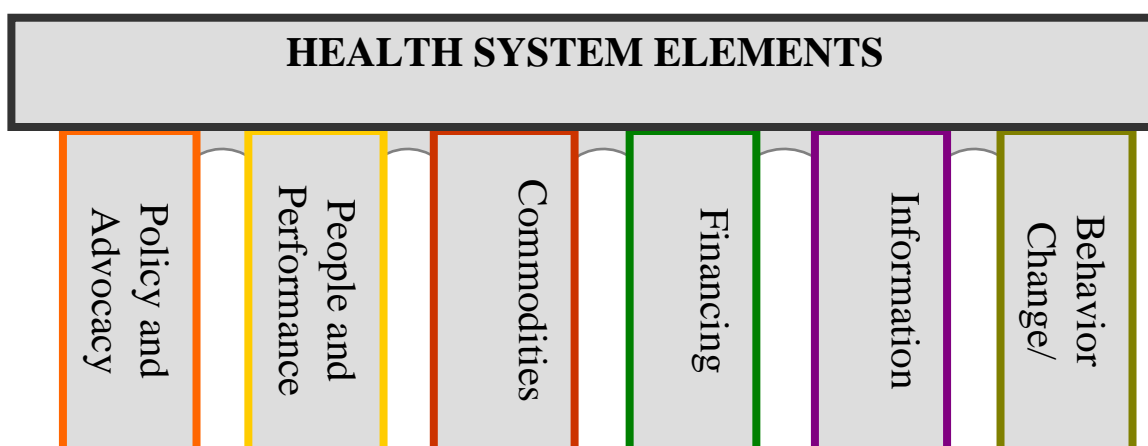 HEALTH SYSTEM ELEMENTS
Policy and
Advocacy
People and
Performance
Commodities
Financing
Information
Behavior
Change/